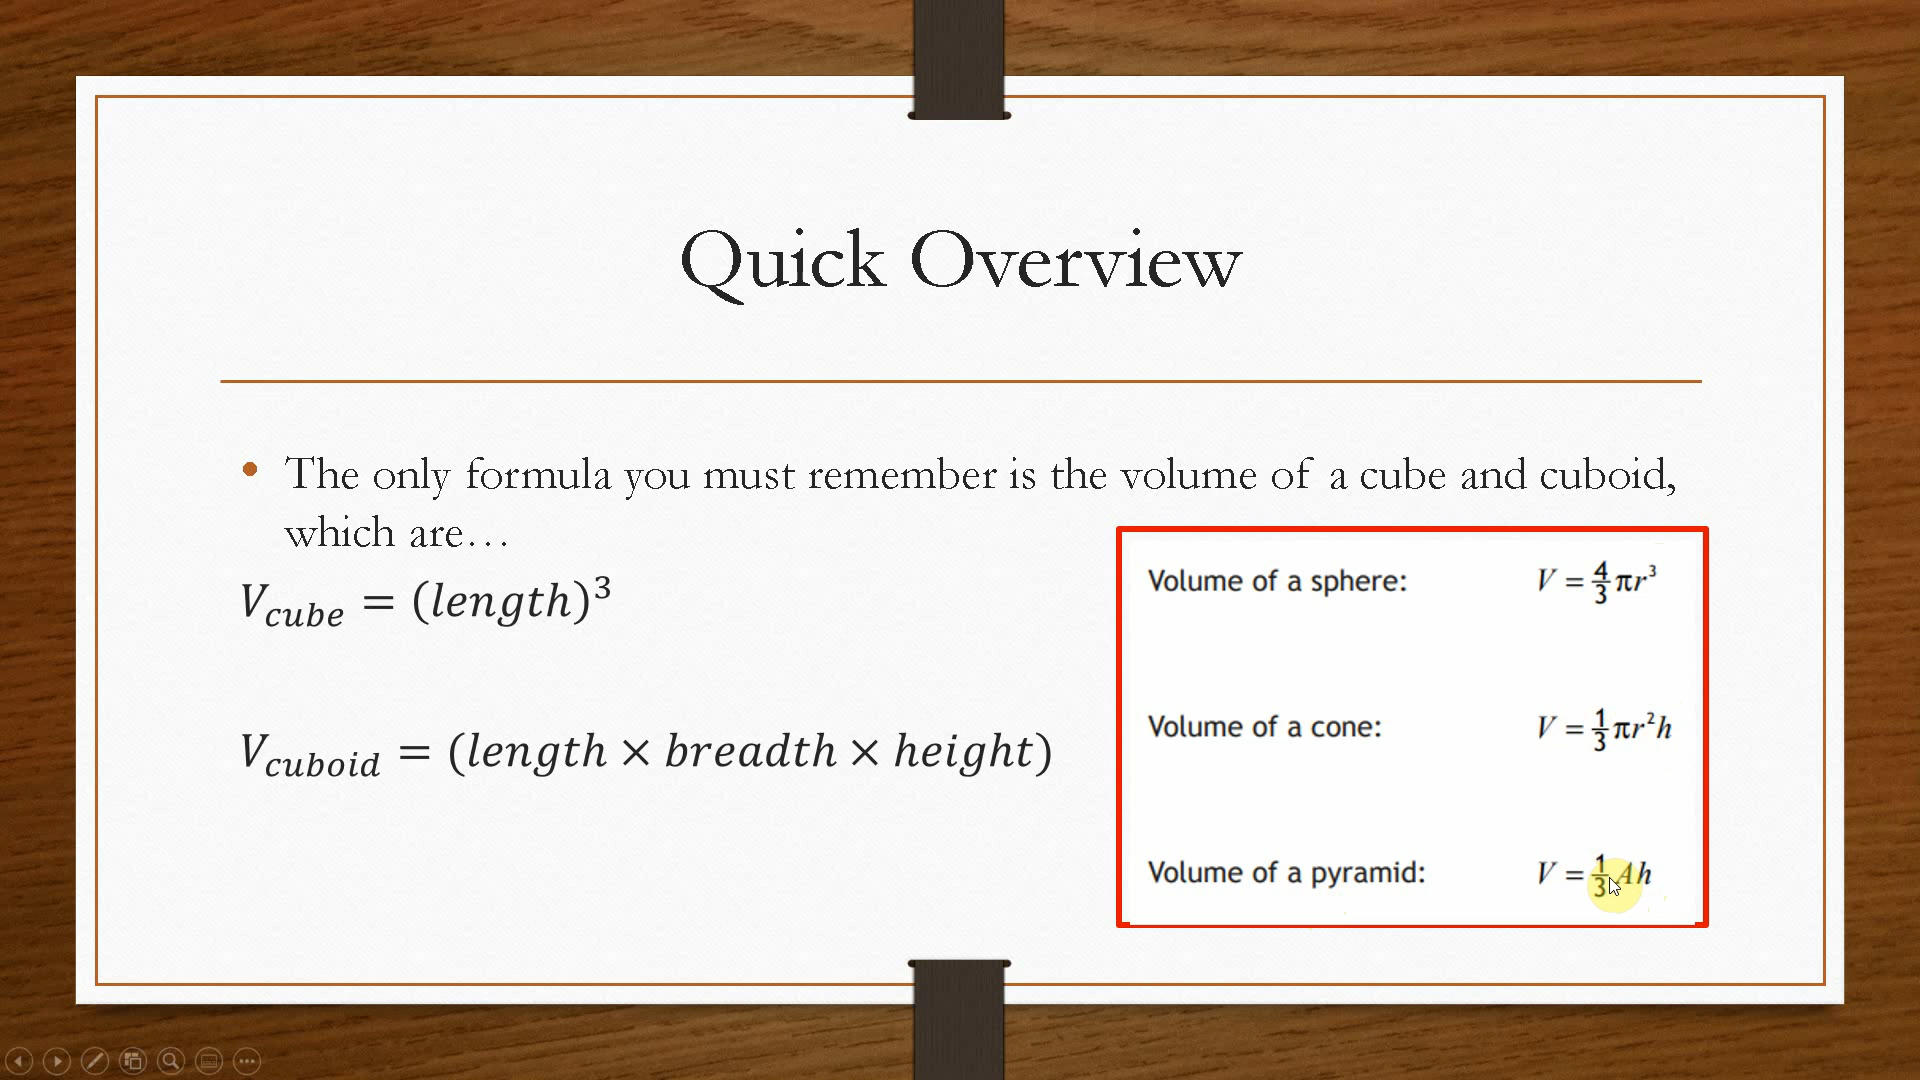 Quick Overview
• The only formula you must remember is the volume of a cube and cuboid,
which are…
V_cube = (length)³
V_cuboid = (length × breadth × height)
Volume of a sphere: V = 4/3 πr³
Volume of a cone: V = 1/3 πr²h
Volume of a pyramid: V = 1/3 Ah